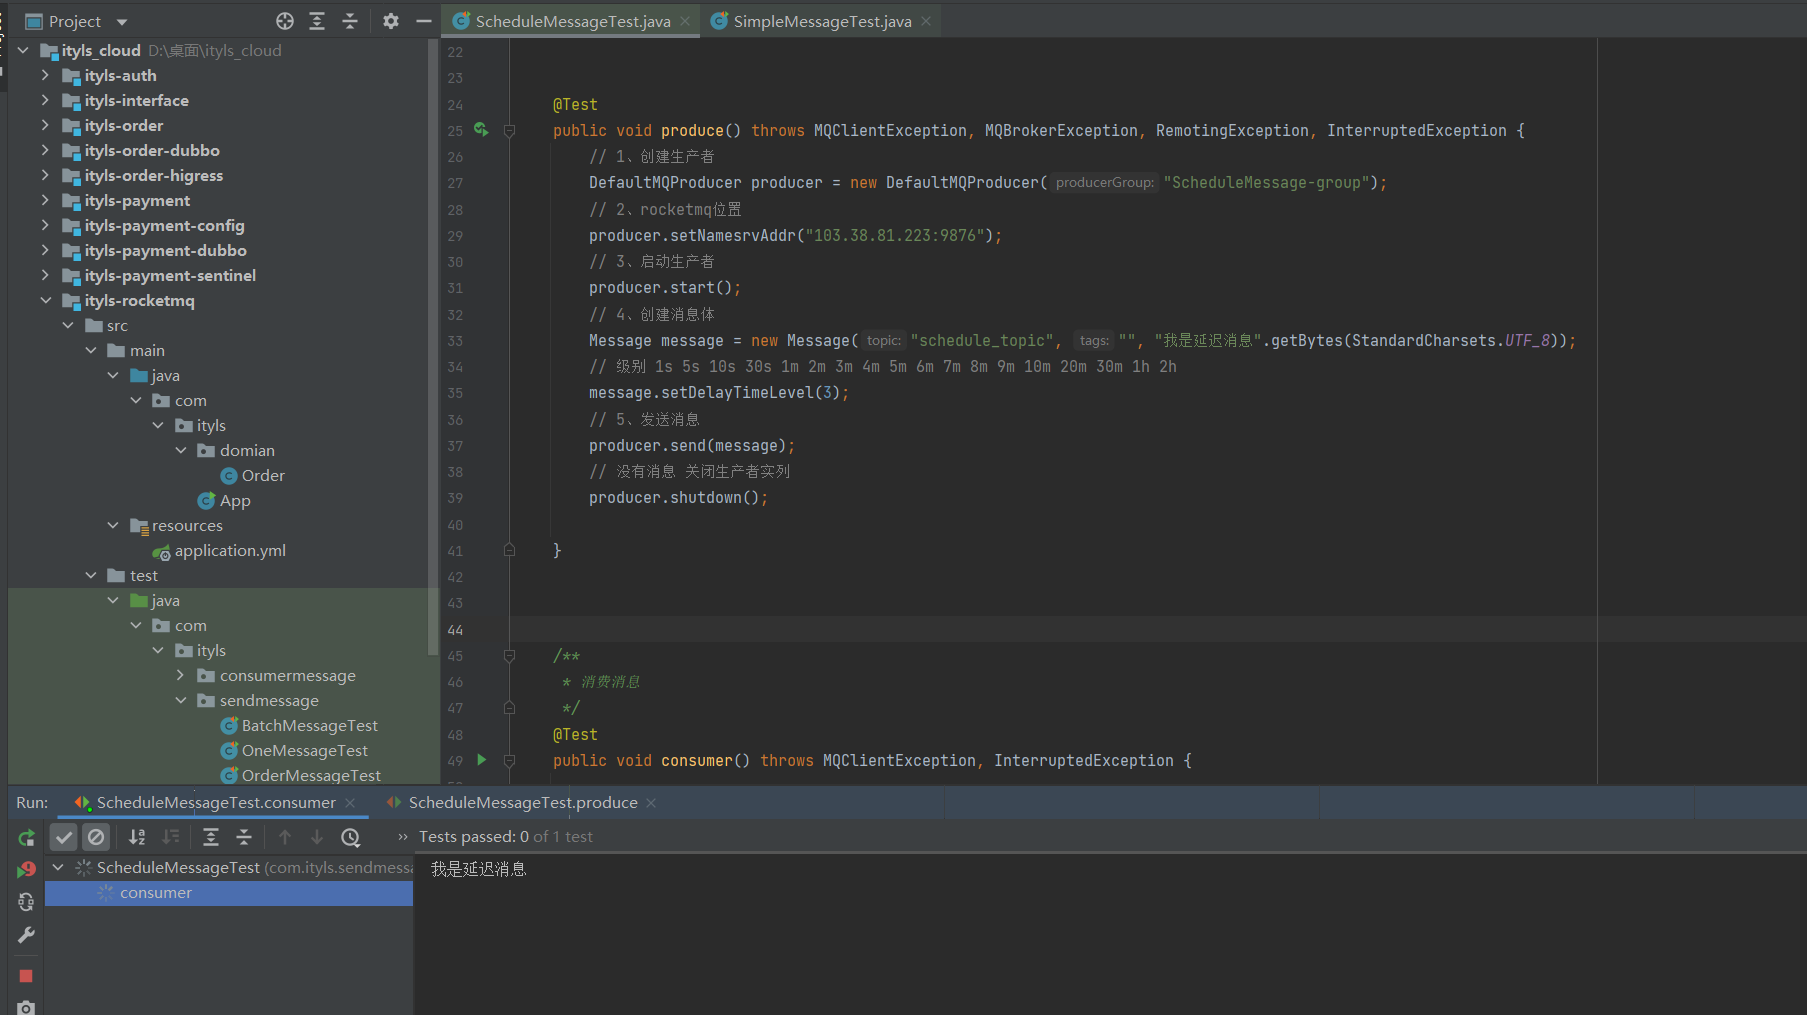 Project
ScheduleMessageTest.java
SimpleMessageTest.java
ityls_cloud D:\桌面\ityls_cloud
ityls-auth
ityls-interface
ityls-order
ityls-order-dubbo
ityls-order-higress
ityls-payment
ityls-payment-config
ityls-payment-dubbo
ityls-payment-sentinel
ityls-rocketmq
src
main
java
com
ityls
domian
Order
App
resources
application.yml
test
java
com
ityls
consumermessage
sendmessage
BatchMessageTest
OneMessageTest
OrderMessageTest
22
23
24 @Test
25 public void produce() throws MQClientException, MQBrokerException, RemotingException, InterruptedException {
26 // 1、创建生产者
27 DefaultMQProducer producer = new DefaultMQProducer( producerGroup: "ScheduleMessage-group");
28 // 2、rocketmq位置
29 producer.setNamesrvAddr("103.38.81.223:9876");
30 // 3、启动生产者
31 producer.start();
32 // 4、创建消息体
33 Message message = new Message( topic: "schedule_topic", tags: "", "我是延迟消息".getBytes(StandardCharsets.UTF_8));
34 // 级别 1s 5s 10s 30s 1m 2m 3m 4m 5m 6m 7m 8m 9m 10m 20m 30m 1h 2h
35 message.setDelayTimeLevel(3);
36 // 5、发送消息
37 producer.send(message);
38 // 没有消息 关闭生产者实列
39 producer.shutdown();
40
41 }
42
43
44
45 /**
46 * 消费消息
47 */
48 @Test
49 public void consumer() throws MQClientException, InterruptedException {
Run: ScheduleMessageTest.consumer
ScheduleMessageTest.produce
Tests passed: 0 of 1 test
ScheduleMessageTest (com.ityls.sendmessa
consumer
我是延迟消息